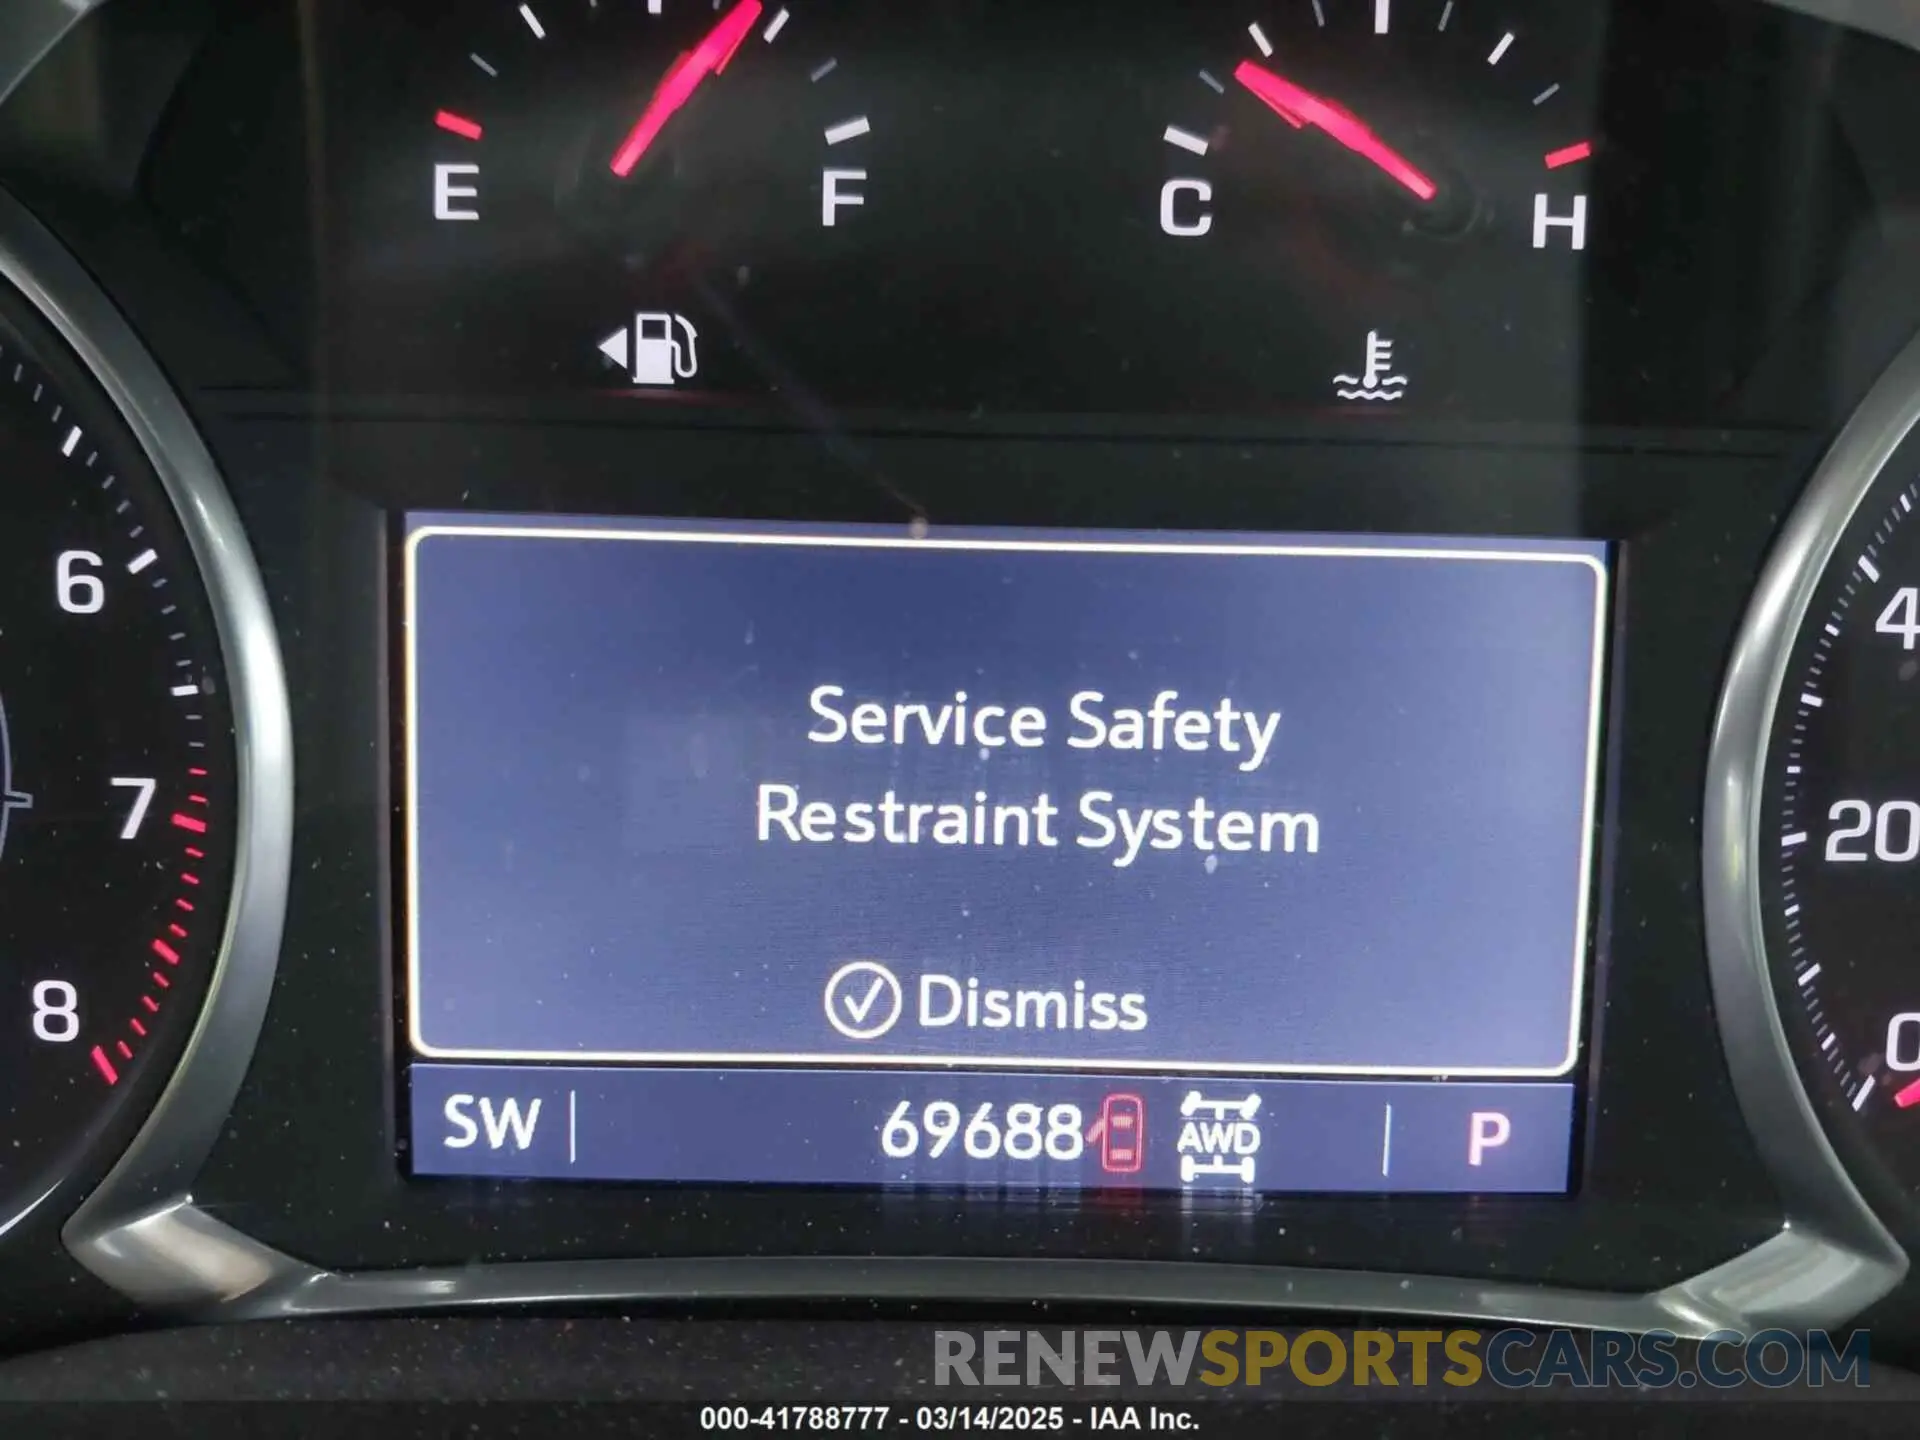 E F C H
6
7
8
4
20
0
Service Safety
Restraint System
Dismiss
SW 69688 AWD P
RENEWSPORTSCARS.COM
000-41788777 - 03/14/2025 - IAA Inc.